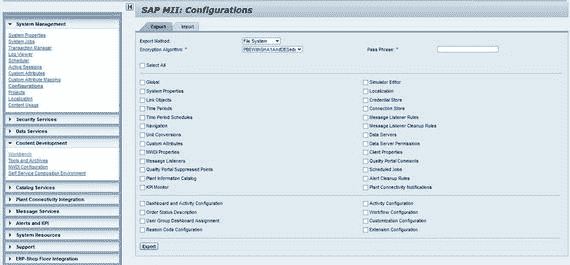 SAP MII: Configurations
System Management
System Properties
System Jobs
Transaction Manager
Log Viewer
Scheduler
Active Sessions
Custom Attributes
Custom Attribute Mapping
Configurations
Projects
Localization
Content Usage
Security Services
Data Services
Content Development
Workbench
Tools and Archives
NWDI Configuration
Self Service Composition Environment
Catalog Services
Plant Connectivity Integration
Message Services
Alerts and KPI
System Resources
Support
ERP-Shop Floor Integration
Export Import
Export Method: File System
Encryption Algorithm: * Pass Phrase: *
Select All
Global
System Properties
Link Objects
Time Periods
Time Period Schedules
Navigation
Unit Conversions
Custom Attributes
NWDI Properties
Message Listeners
Quality Portal Suppressed Points
Plant Information Catalog
KPI Monitor
Simulator Editor
Localization
Credential Store
Connection Store
Message Listener Rules
Message Listener Cleanup Rules
Data Servers
Data Server Permissions
Client Properties
Quality Portal Comments
Scheduled Jobs
Alert Cleanup Rules
Plant Connectivity Notifications
Dashboard and Activity Configuration
Order Status Description
User Group Dashboard Assignment
Reason Code Configuration
Activity Configuration
Workflow Configuration
Customization Configuration
Extension Configuration
Export